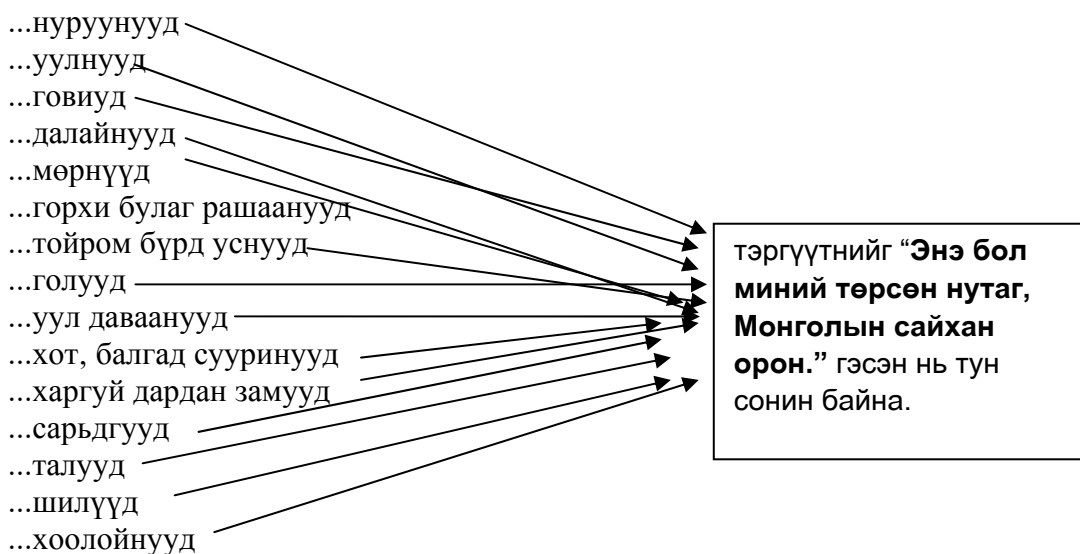 ...нуруунууд
...уулнууд
...говиуд
...далайнууд
...мөрнүүд
...горхи булаг рашаанууд
...тойром бүрд уснууд
...голууд
...уул даваанууд
...хот, балгад сууринууд
...харгуй дардан замууд
...сарьдгууд
...талууд
...шилүүд
...хоолойнууд
тэргүүтнийг “Энэ бол
миний төрсөн нутаг,
Монголын сайхан
орон.” гэсэн нь тун
сонин байна.